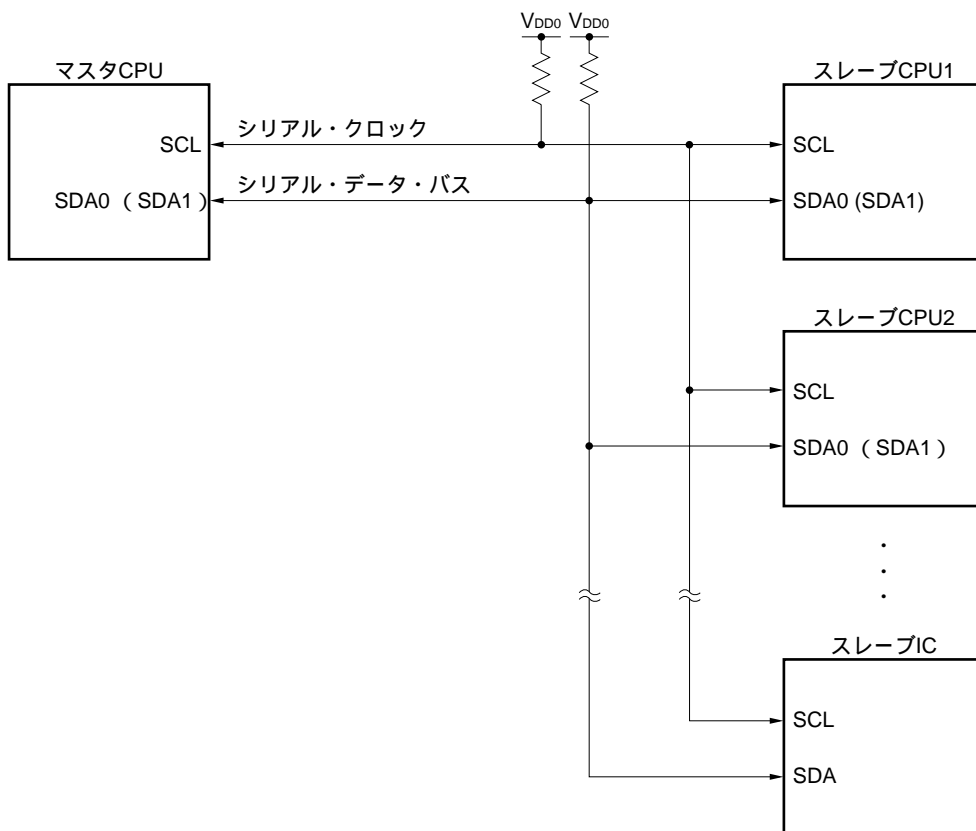 VDD0 VDD0
マスタCPU
スレーブCPU1
シリアル・クロック
SCL
SCL
シリアル・データ・バス
SDA0 （SDA1）
SDA0 (SDA1)
スレーブCPU2
SCL
SDA0 （SDA1）
スレーブIC
SCL
SDA